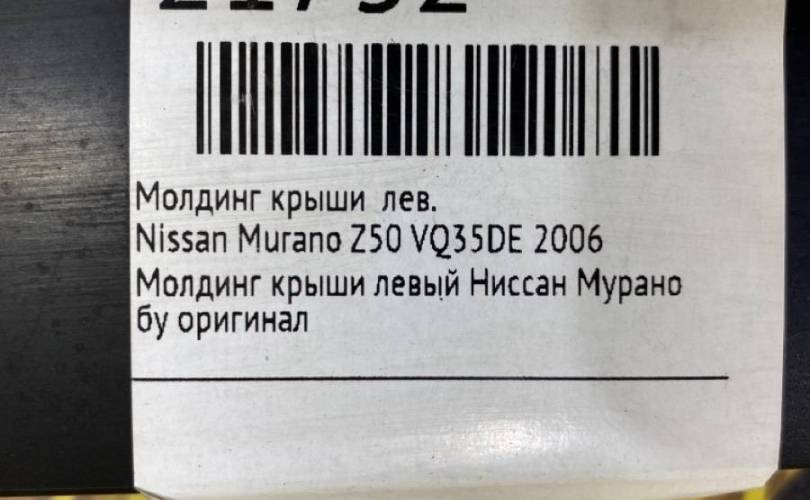 Молдинг крыши лев.
Nissan Murano Z50 VQ35DE 2006
Молдинг крыши левый Ниссан Мурано
бу оригинал